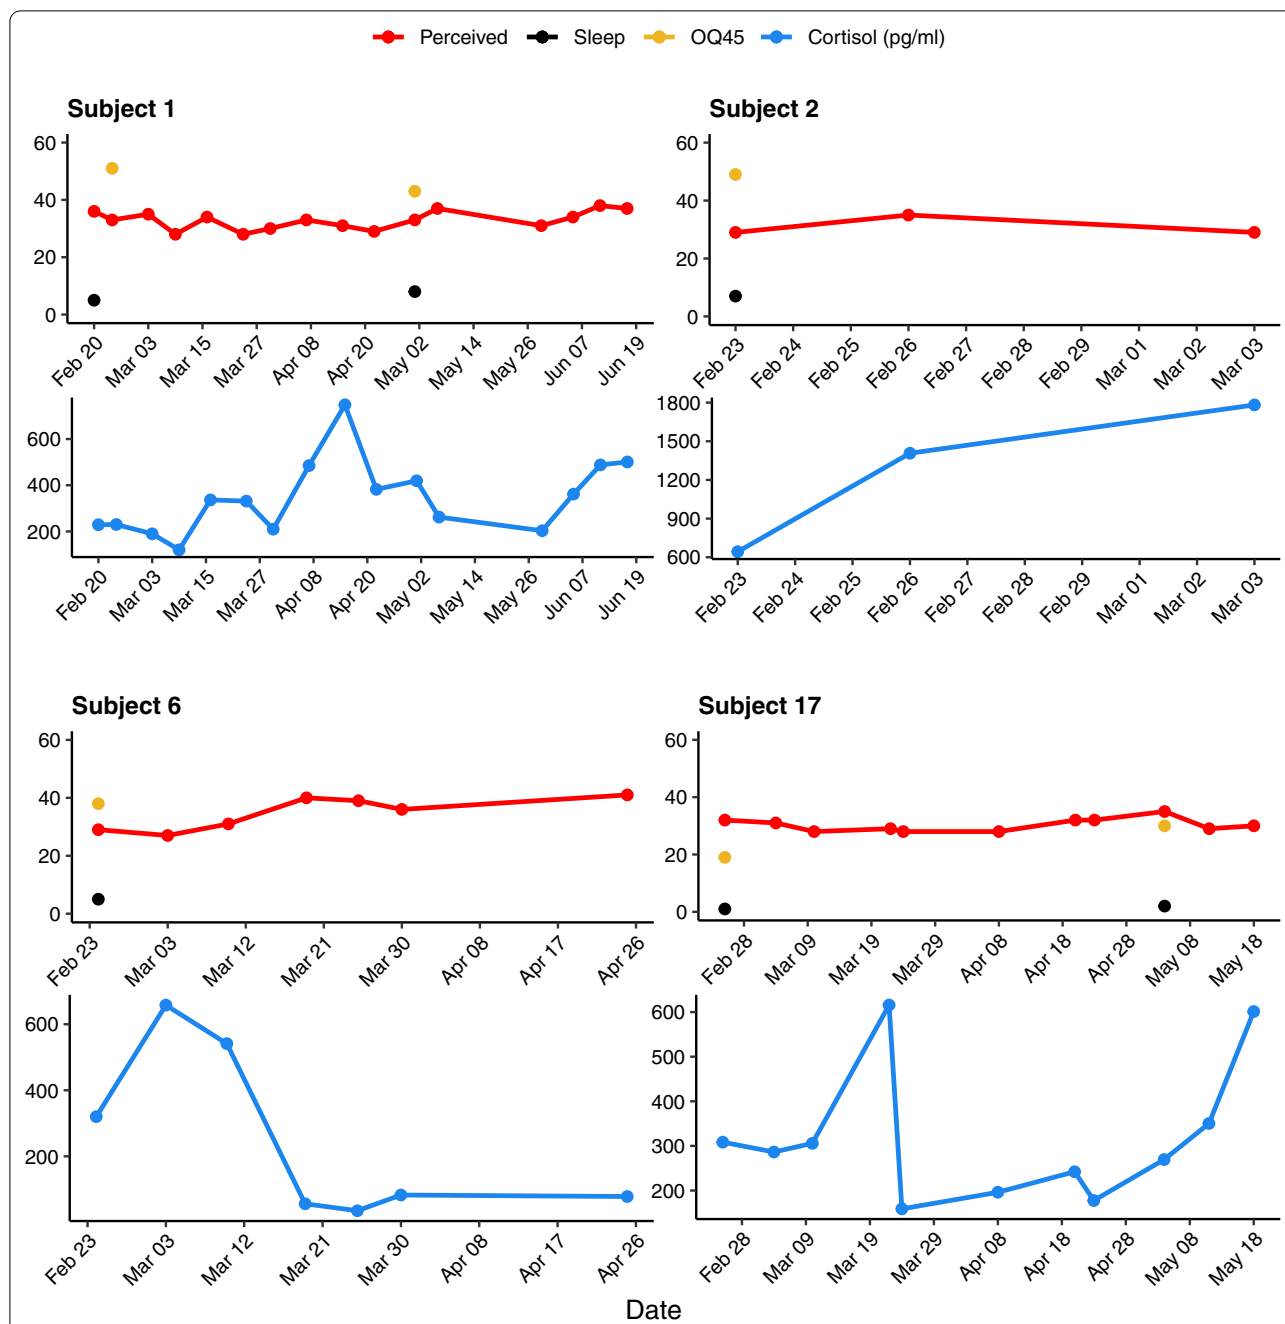 Perceived Sleep OQ45 Cortisol (pg/ml)
Subject 1
60
40
20
0
Feb 20 Mar 03 Mar 15 Mar 27 Apr 08 Apr 20 May 02 May 14 May 26 Jun 07 Jun 19
600
400
200
Feb 20 Mar 03 Mar 15 Mar 27 Apr 08 Apr 20 May 02 May 14 May 26 Jun 07 Jun 19
Subject 2
60
40
20
0
Feb 23 Feb 24 Feb 25 Feb 26 Feb 27 Feb 28 Feb 29 Mar 01 Mar 02 Mar 03
1800
1500
1200
900
600
Feb 23 Feb 24 Feb 25 Feb 26 Feb 27 Feb 28 Feb 29 Mar 01 Mar 02 Mar 03
Subject 6
60
40
20
0
Feb 23 Mar 03 Mar 12 Mar 21 Mar 30 Apr 08 Apr 17 Apr 26
600
400
200
Feb 23 Mar 03 Mar 12 Mar 21 Mar 30 Apr 08 Apr 17 Apr 26
Subject 17
60
40
20
0
Feb 28 Mar 09 Mar 19 Mar 29 Apr 08 Apr 18 Apr 28 May 08 May 18
600
500
400
300
200
Feb 28 Mar 09 Mar 19 Mar 29 Apr 08 Apr 18 Apr 28 May 08 May 18
Date